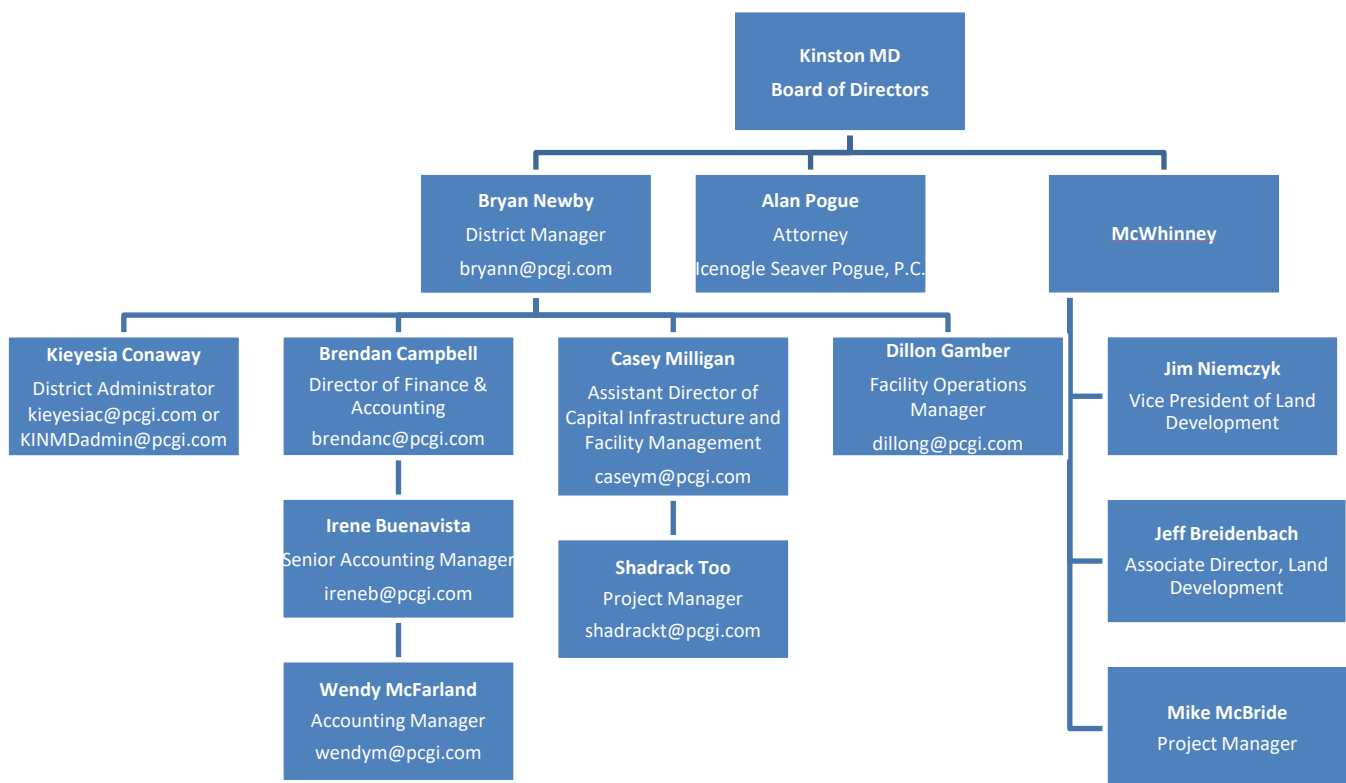 Kinston MD
Board of Directors
Bryan Newby
District Manager
bryann@pcgi.com
Alan Pogue
Attorney
Icenogle Seaver Pogue, P.C.
McWhinney
Kieyesia Conaway
District Administrator
kieyesiac@pcgi.com or
KINMDadmin@pcgi.com
Brendan Campbell
Director of Finance &
Accounting
brendanc@pcgi.com
Casey Milligan
Assistant Director of
Capital Infrastructure and
Facility Management
caseym@pcgi.com
Dillon Gamber
Facility Operations
Manager
dillong@pcgi.com
Jim Niemczyk
Vice President of Land
Development
Irene Buenavista
Senior Accounting Manager
ireneb@pcgi.com
Shadrack Too
Project Manager
shadrackt@pcgi.com
Jeff Breidenbach
Associate Director, Land
Development
Wendy McFarland
Accounting Manager
wendym@pcgi.com
Mike McBride
Project Manager